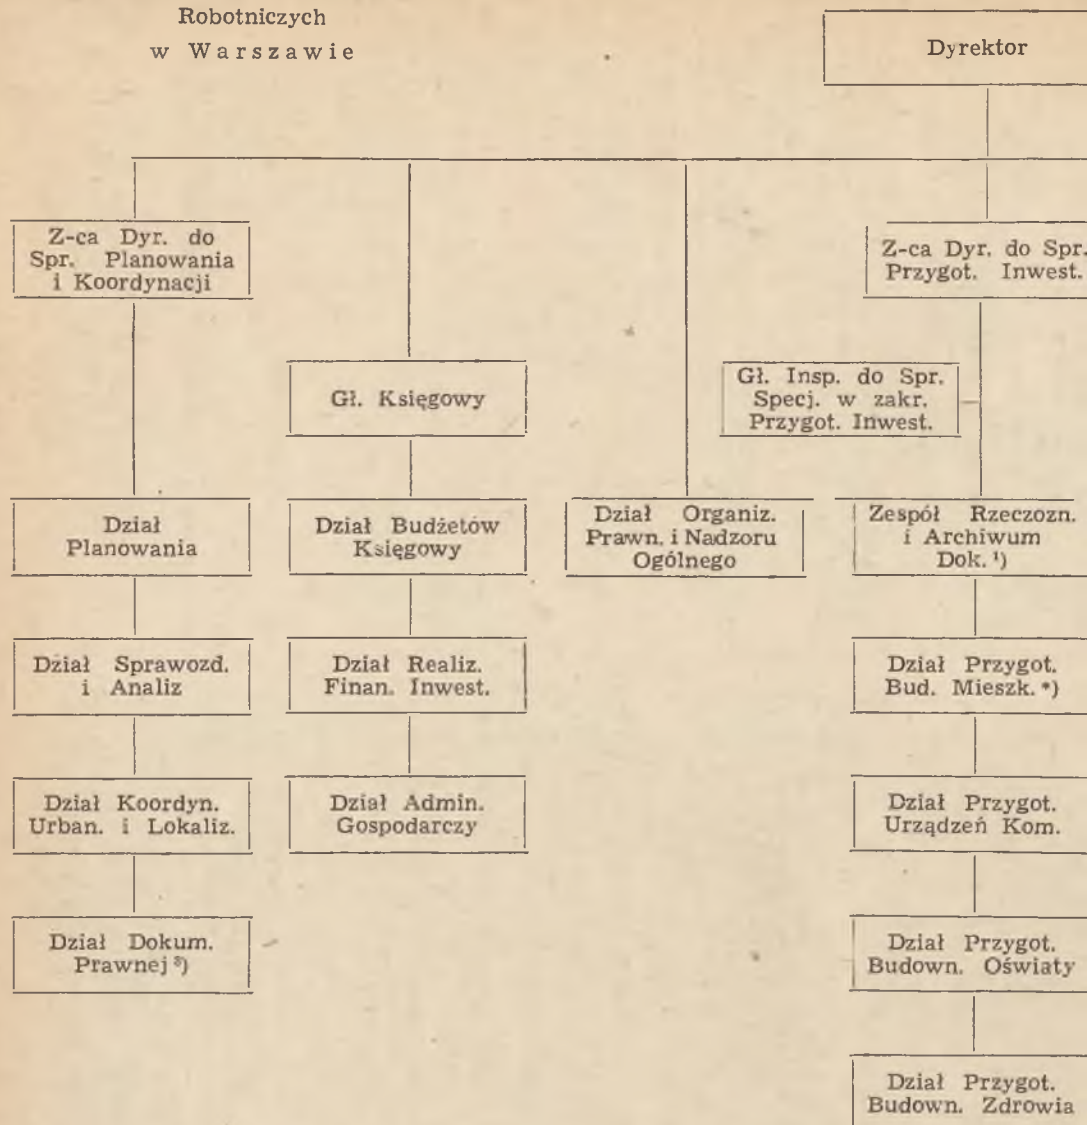 Robotniczych
w Warszawie
Dyrektor
Z-ca Dyr. do
Spr. Planowania
i Koordynacji
Z-ca Dyr. do Spr.
Przygot. Inwest.
Gł. Księgowy
Gł. Insp. do Spr.
Specj. w zakr.
Przygot. Inwest.
Dział
Planowania
Dział Budżetów
Księgowy
Dział Organiz.
Prawn. i Nadzoru
Ogólnego
Zespół Rzeczozn.
i Archiwum
Dok. ¹)
Dział Sprawozd.
i Analiz
Dział Realiz.
Finan. Inwest.
Dział Przygot.
Bud. Mieszk. *)
Dział Koordyn.
Urban. i Lokaliz.
Dział Admin.
Gospodarczy
Dział Przygot.
Urządzeń Kom.
Dział Dokum.
Prawnej ³)
Dział Przygot.
Budown. Oświaty
Dział Przygot.
Budown. Zdrowia